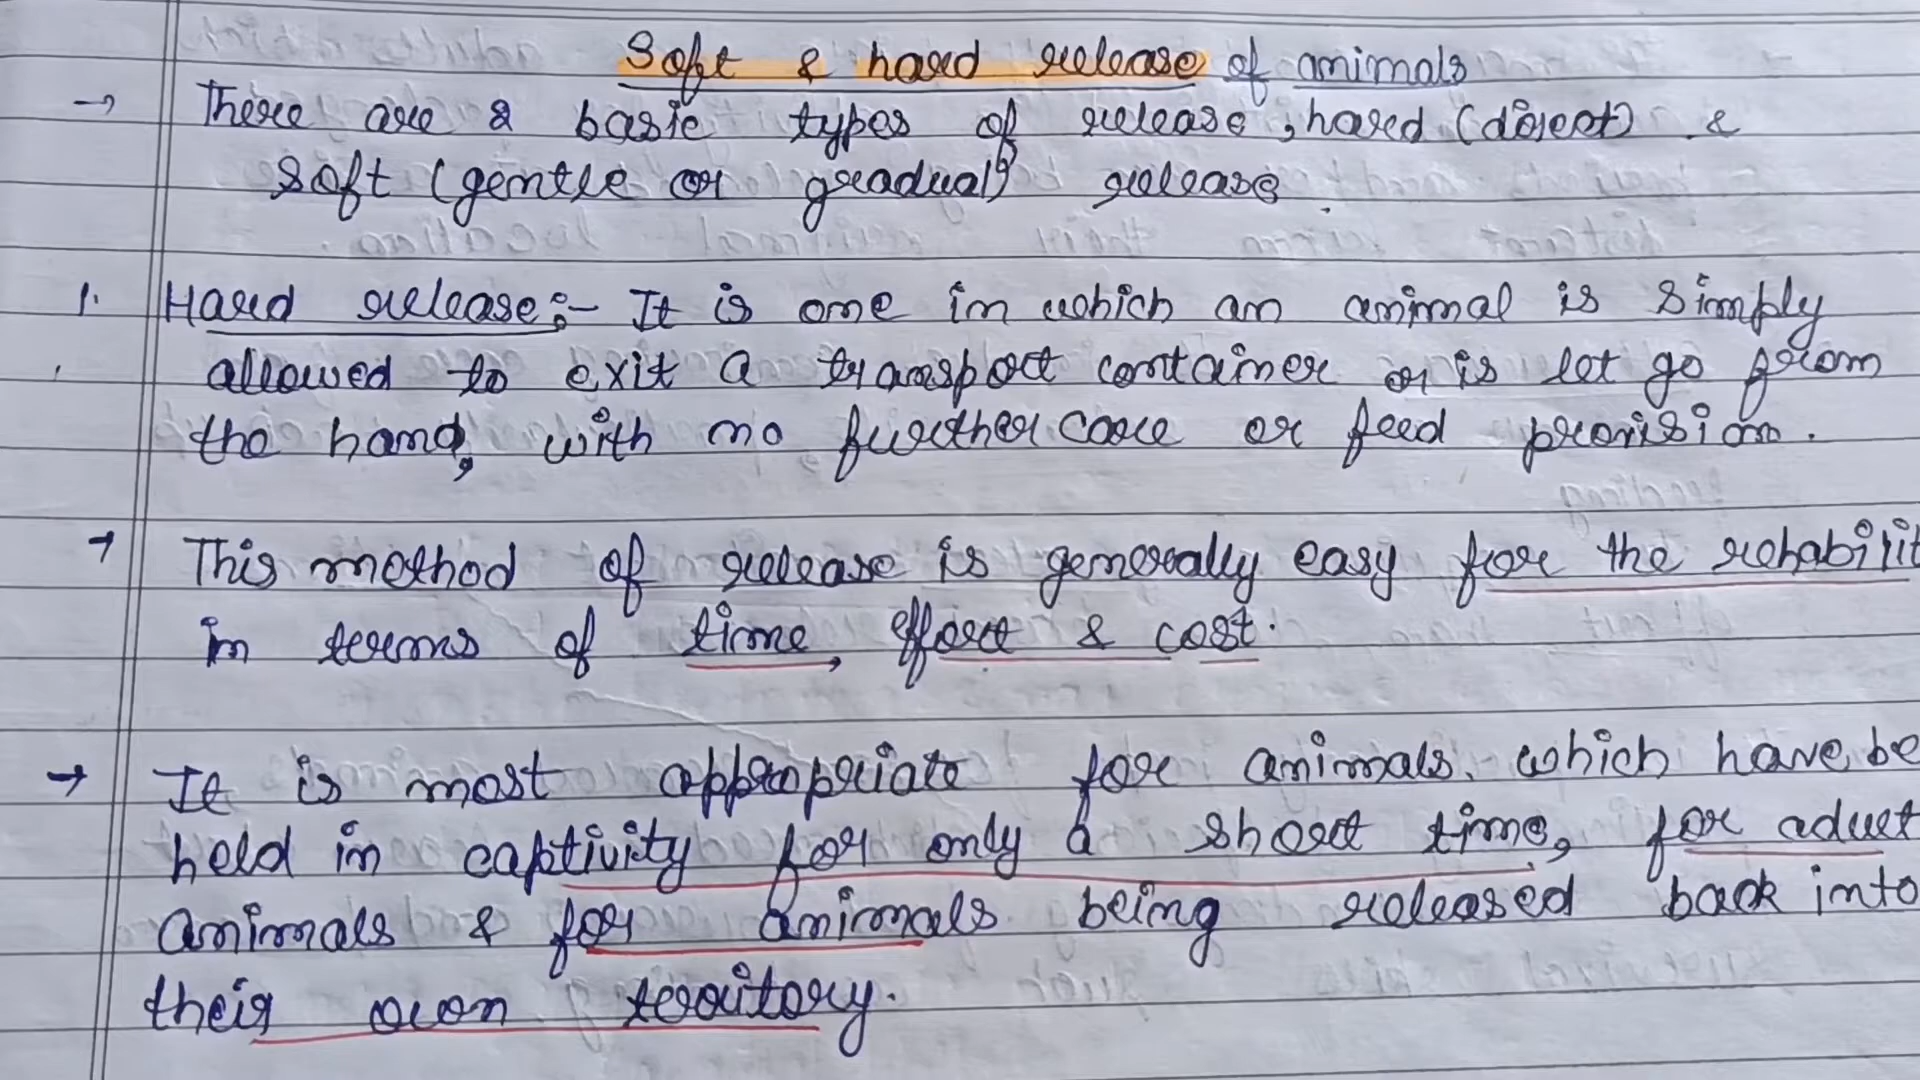 Soft & hard release of animals
→ There are 2 basic types of release, hard (direct) &
soft (gentle or gradual) release
1. Hard release:- It is one in which an animal is simply
allowed to exit a transport container or is let go from
the hand, with no further care or feed provision.
→ This method of release is generally easy for the rehabilit
in terms of time, effort & cost.
→ It is most appropriate for animals which have be
held in captivity for only a short time, for adult
animals & for animals being released back into
their own territory.